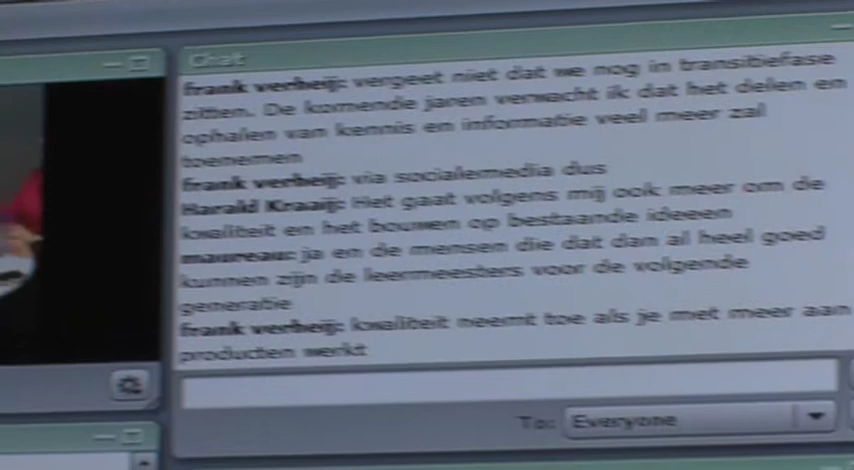 Chat
frank verheij: vergeet niet dat we nog in transitiefase
zitten. De komende jaren verwacht ik dat het delen en
ophalen van kennis en informatie veel meer zal
toenemen
frank verheij: via socialemedia dus
Harald Kraaij: Het gaat volgens mij ook meer om de
kwaliteit en het bouwen op bestaande ideeen
maureau: ja en de mensen die dat dan al heel goed
kunnen zijn de leermeesters voor de volgende
generatie
frank verheij: kwaliteit neemt toe als je met meer aan
producten werkt
To: Everyone